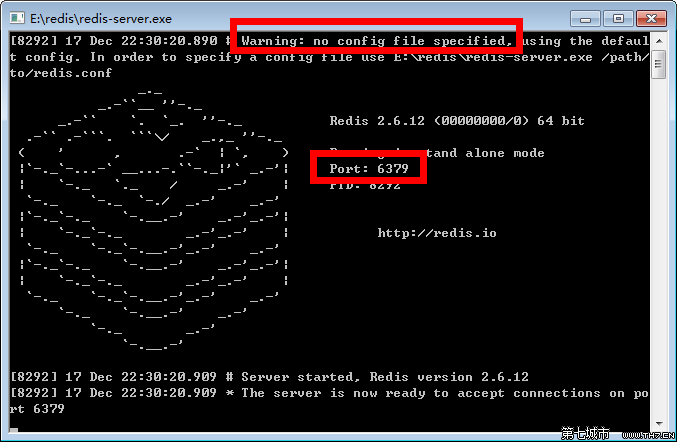 E:\redis\redis-server.exe
[8292] 17 Dec 22:30:20.890 # Warning: no config file specified, using the defaul
t config. In order to specify a config file use E:\redis\redis-server.exe /path/
to/redis.conf
Redis 2.6.12 (00000000/0) 64 bit
stand alone mode
Port: 6379
PID: 8292
http://redis.io
[8292] 17 Dec 22:30:20.909 # Server started, Redis version 2.6.12
[8292] 17 Dec 22:30:20.909 * The server is now ready to accept connections on po
rt 6379
第七城市 www.TH7.CN